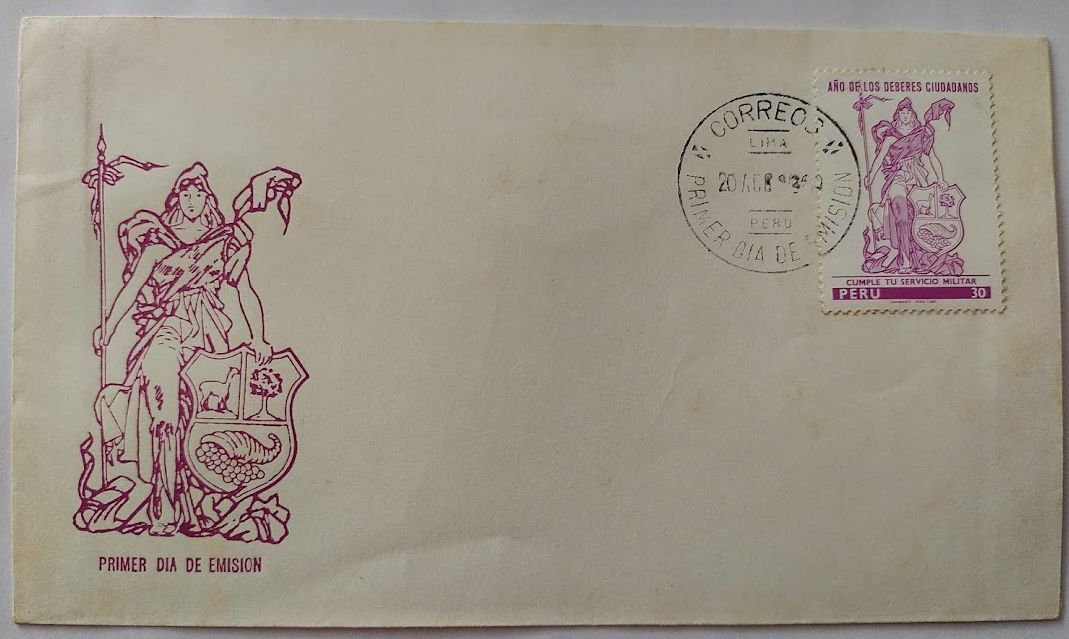 AÑO DE LOS DEBERES CIUDADANOS
CORREOS
LIMA
PERU
PRIMER DIA DE EMISION
CUMPLE TU SERVICIO MILITAR
PERU 30
PRIMER DIA DE EMISION